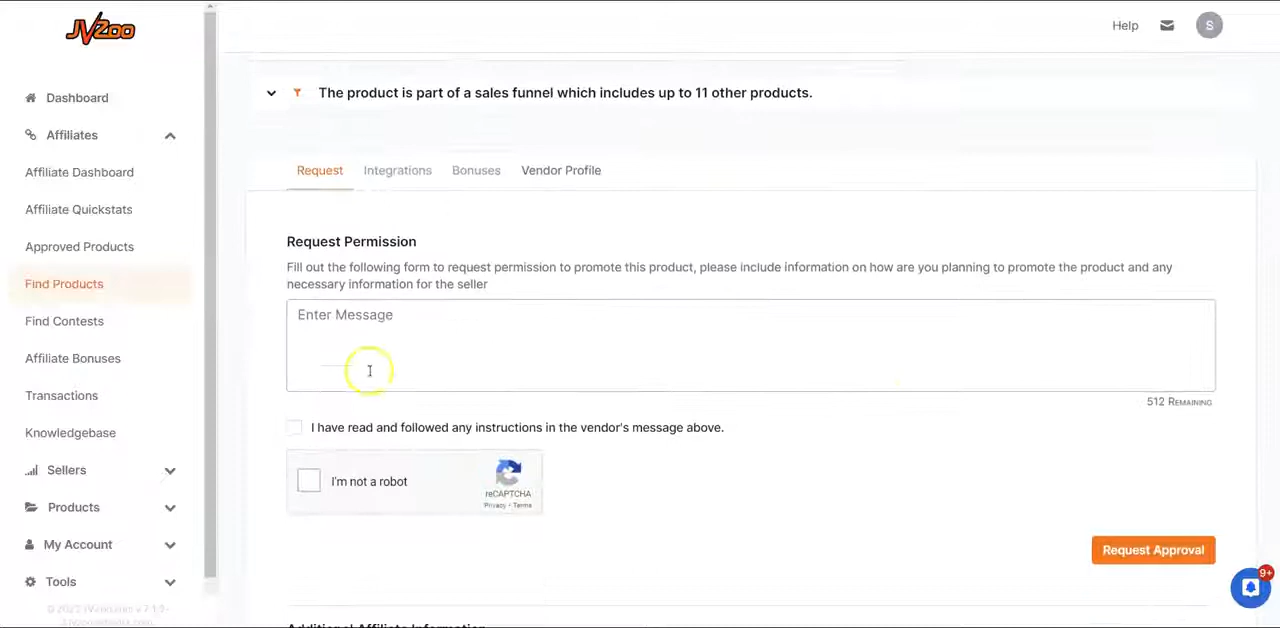 JVZoo
Help
S
Dashboard
Affiliates
Affiliate Dashboard
Affiliate Quickstats
Approved Products
Find Products
Find Contests
Affiliate Bonuses
Transactions
Knowledgebase
Sellers
Products
My Account
Tools
The product is part of a sales funnel which includes up to 11 other products.
Request Integrations Bonuses Vendor Profile
Request Permission
Fill out the following form to request permission to promote this product, please include information on how are you planning to promote the product and any
necessary information for the seller
Enter Message
512 REMAINING
I have read and followed any instructions in the vendor's message above.
I'm not a robot
reCAPTCHA
Privacy - Terms
Request Approval
9+
Additional Affiliate Information